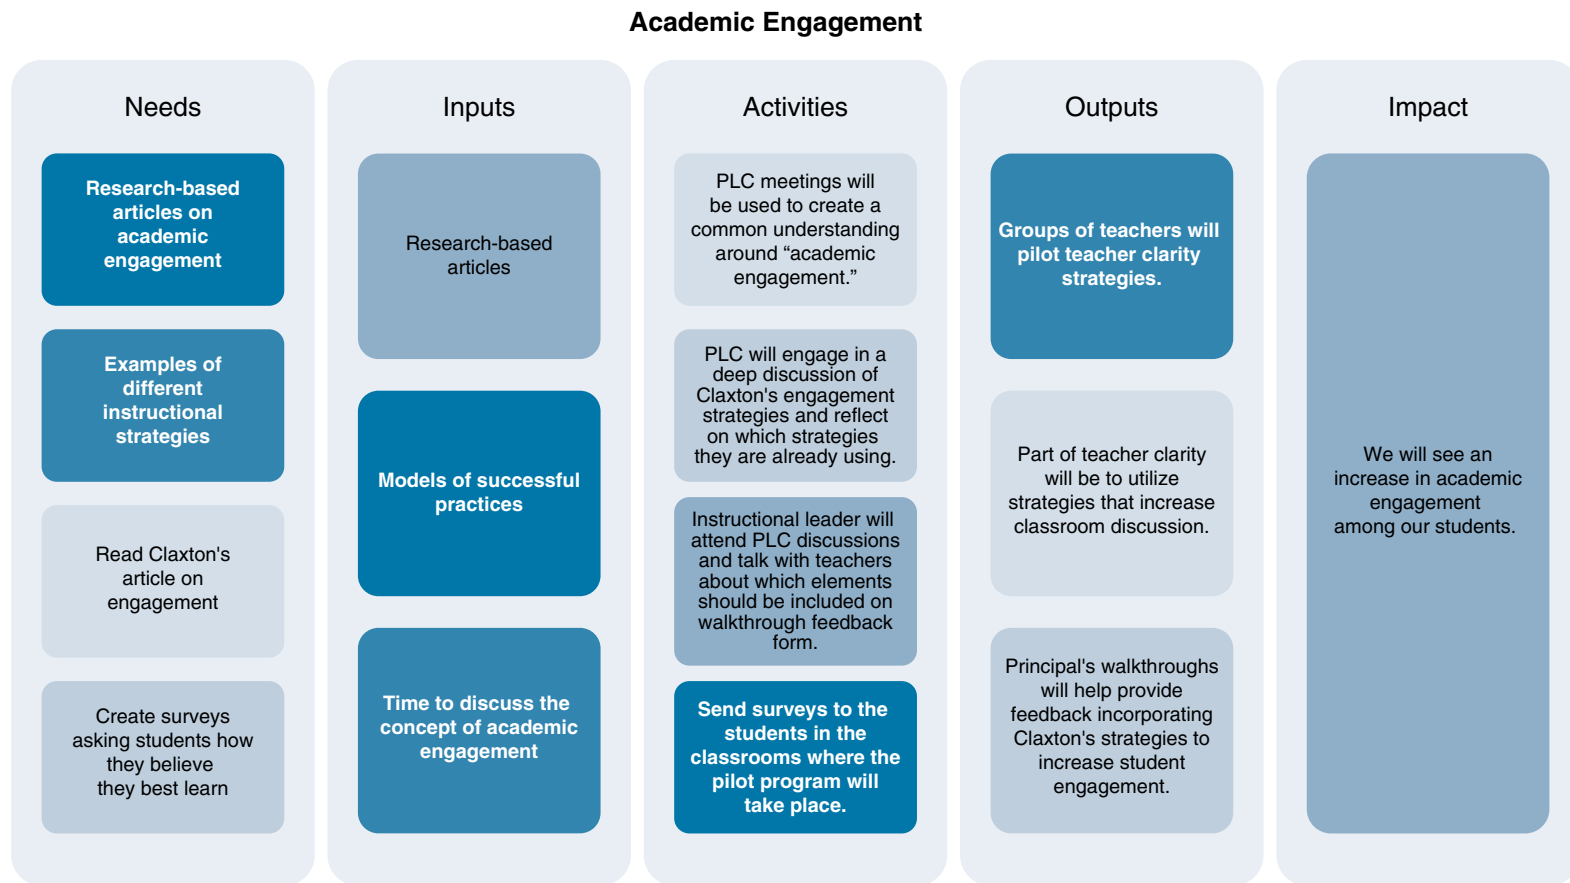 Academic Engagement
Needs
Research-based
articles on
academic
engagement
Examples of
different
instructional
strategies
Read Claxton's
article on
engagement
Create surveys
asking students how
they believe
they best learn
Inputs
Research-based
articles
Models of successful
practices
Time to discuss the
concept of academic
engagement
Activities
PLC meetings will
be used to create a
common understanding
around “academic
engagement.”
PLC will engage in a
deep discussion of
Claxton's engagement
strategies and reflect
on which strategies
they are already using.
Instructional leader will
attend PLC discussions
and talk with teachers
about which elements
should be included on
walkthrough feedback
form.
Send surveys to the
students in the
classrooms where the
pilot program will
take place.
Outputs
Groups of teachers will
pilot teacher clarity
strategies.
Part of teacher clarity
will be to utilize
strategies that increase
classroom discussion.
Principal's walkthroughs
will help provide
feedback incorporating
Claxton's strategies to
increase student
engagement.
Impact
We will see an
increase in academic
engagement
among our students.